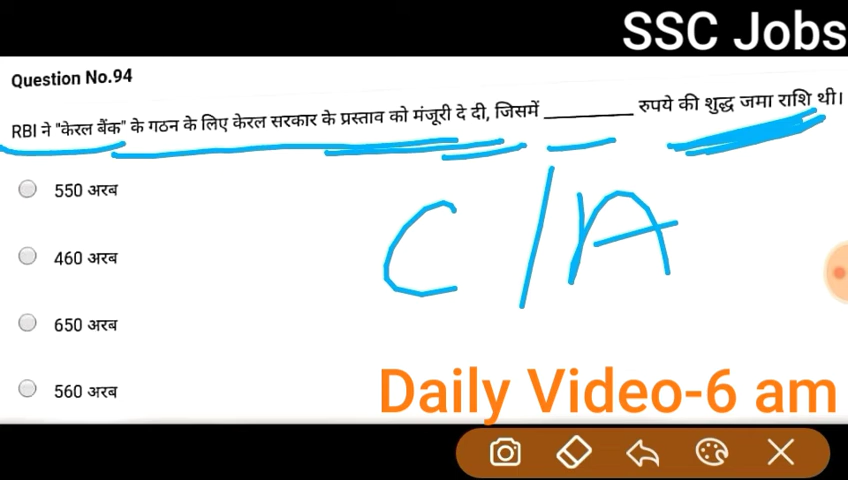 SSC Jobs
Question No.94
RBI ने "केरल बैंक" के गठन के लिए केरल सरकार के प्रस्ताव को मंजूरी दे दी, जिसमें __________ रुपये की शुद्ध जमा राशि थी।
550 अरब
460 अरब
C/A
650 अरब
560 अरब
Daily Video-6 am